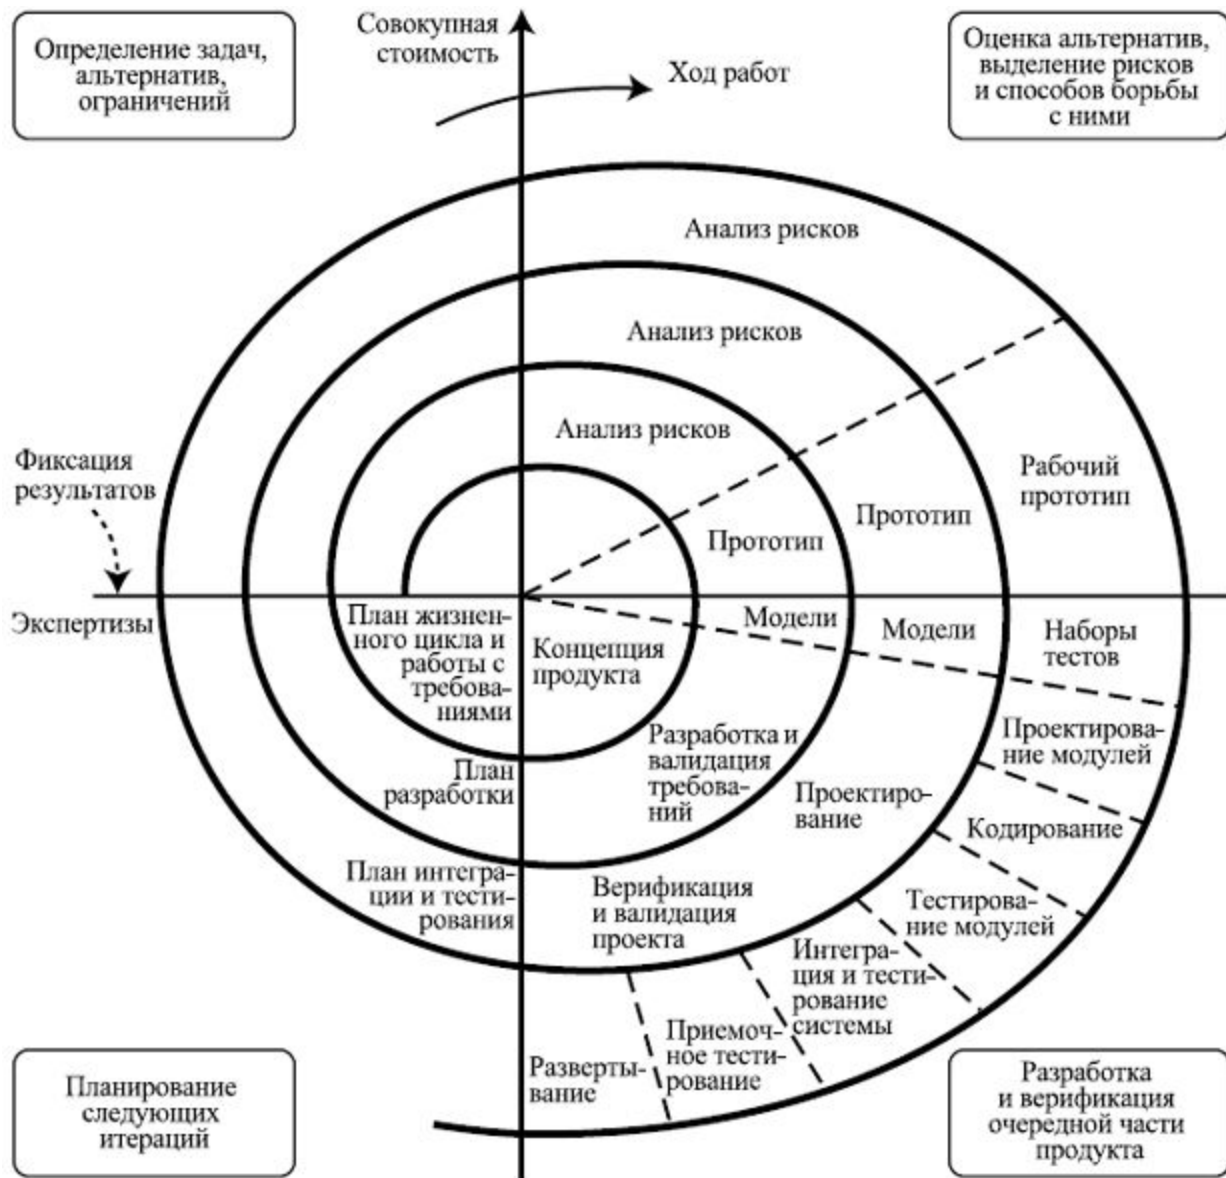 Определение задач,
альтернатив,
ограничений
Совокупная
стоимость
Ход работ
Оценка альтернатив,
выделение рисков
и способов борьбы
с ними
Анализ рисков
Анализ рисков
Анализ рисков
Фиксация
результатов
Рабочий
прототип
Прототип
Прототип
Экспертизы
План жизнен-
ного цикла и
работы с
требова-
ниями
Концепция
продукта
Модели
Модели
Наборы
тестов
План
разработки
Разработка и
валидация
требова-
ний
Проектиро-
вание
Проектирова-
ние модулей
Кодирование
План интегра-
ции и тести-
рования
Верификация
и валидация
проекта
Тестирова-
ние модулей
Интегра-
ция и тести-
рование
системы
Приемоч-
ное тести-
рование
Разверты-
вание
Планирование
следующих
итераций
Разработка
и верификация
очередной части
продукта